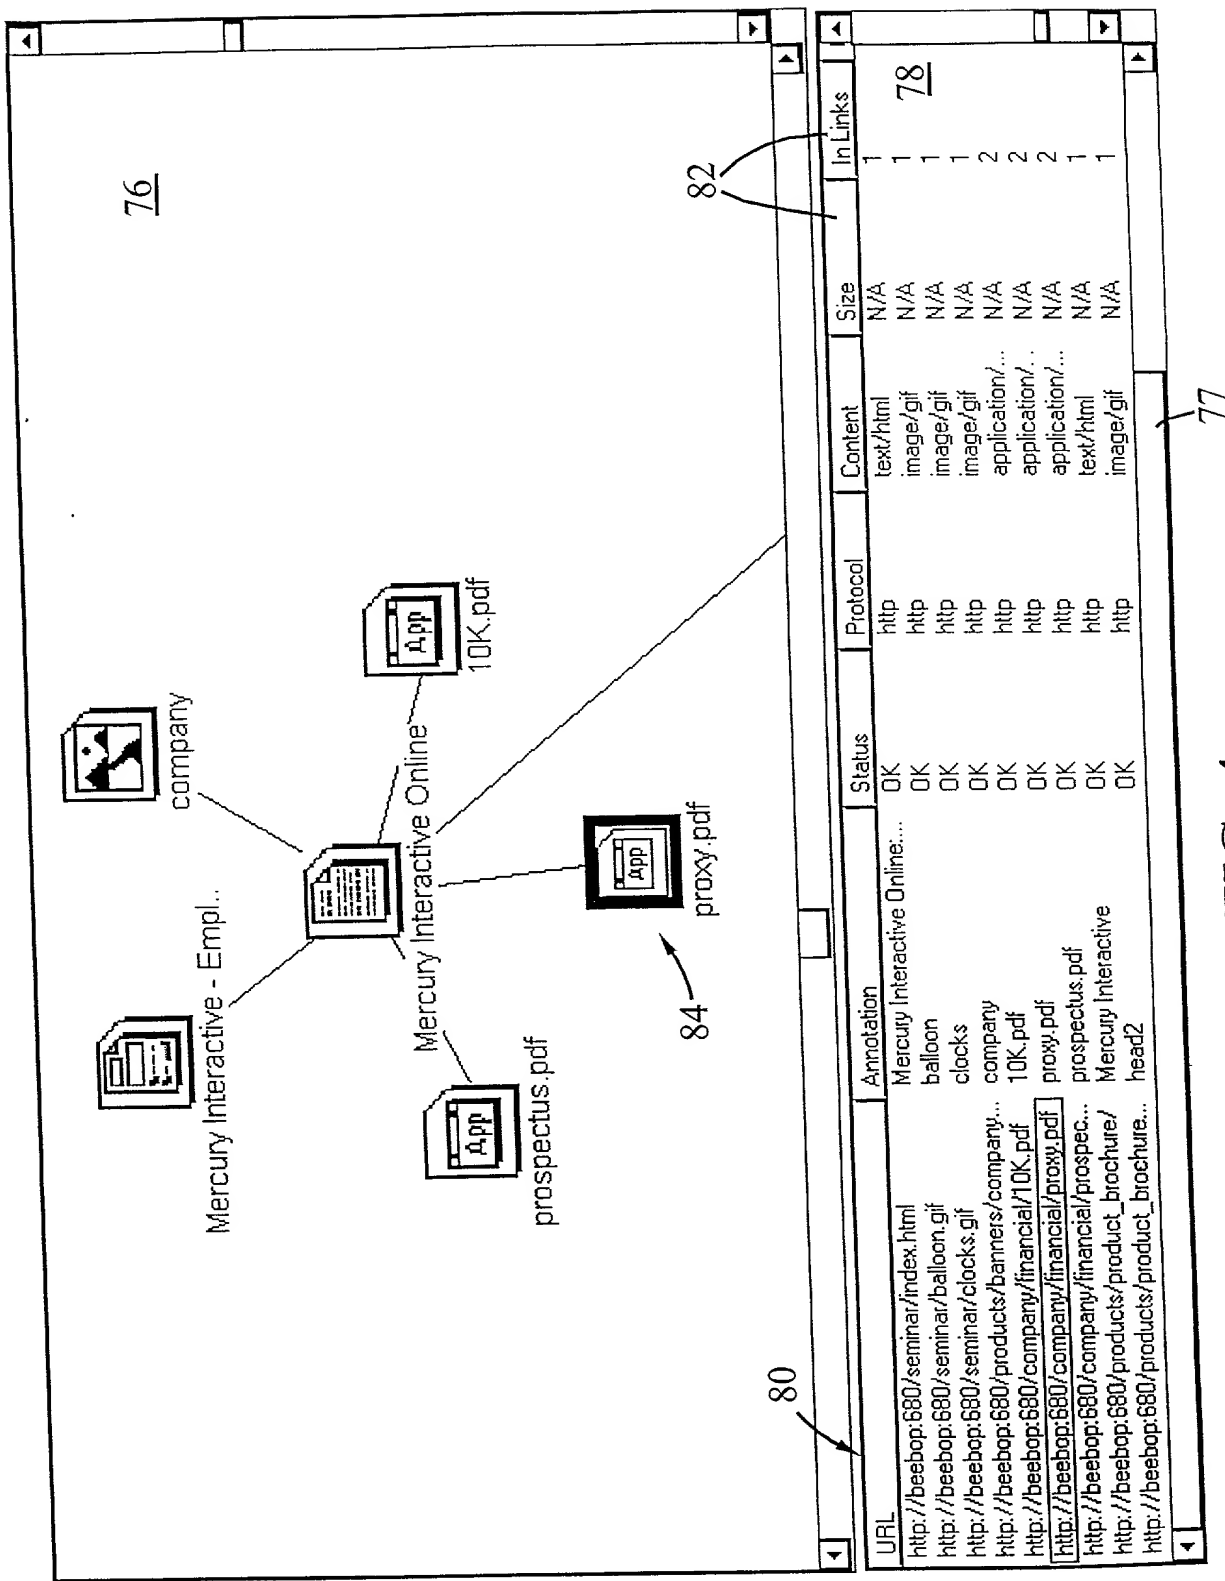 76
company
Mercury Interactive - Empl..
10K.pdf
App
Mercury Interactive Online
prospectus.pdf
App
proxy.pdf
App
84
82
80
URL Annotation Status Protocol Content Size In Links
http://beebop:680/seminar/index.html Mercury Interactive Online:... OK http text/html N/A 1
http://beebop:680/seminar/balloon.gif balloon OK http image/gif N/A 1
http://beebop:680/seminar/clocks.gif clocks OK http image/gif N/A 1
http://beebop:680/products/banners/company... company OK http image/gif N/A 1
http://beebop:680/company/financial/10K.pdf 10K.pdf OK http application/... N/A 2
http://beebop:680/company/financial/proxy.pdf proxy.pdf OK http application/... N/A 2
http://beebop:680/company/financial/prospec... prospectus.pdf OK http application/... N/A 2
http://beebop:680/products/product_brochure/ Mercury Interactive OK http text/html N/A 1
http://beebop:680/products/product_brochure... head2 OK http image/gif N/A 1
78
77